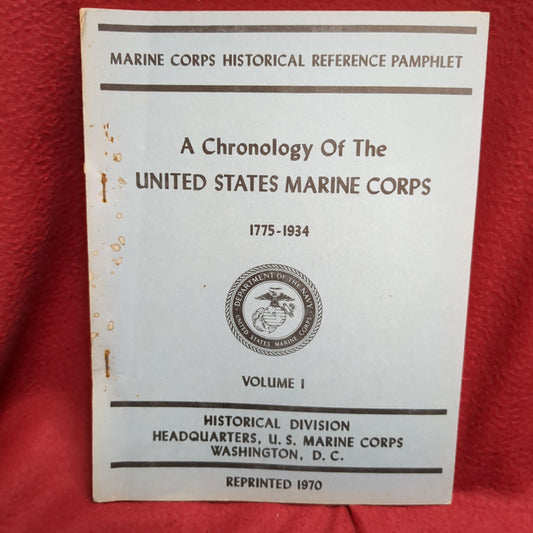 MARINE CORPS HISTORICAL REFERENCE PAMPHLET
A Chronology Of The
UNITED STATES MARINE CORPS
1775-1934
DEPARTMENT OF THE NAVY
UNITED STATES MARINE CORPS
VOLUME I
HISTORICAL DIVISION
HEADQUARTERS, U. S. MARINE CORPS
WASHINGTON, D. C.
REPRINTED 1970